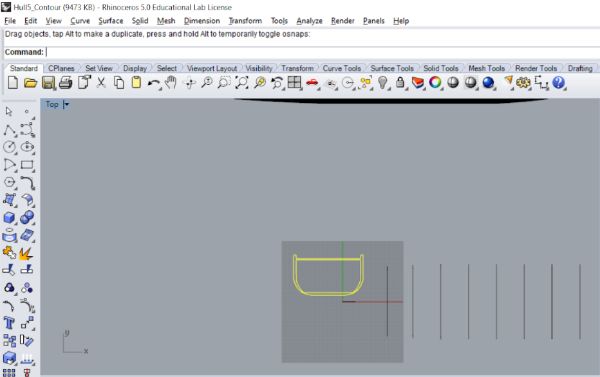 Hull5_Contour (9473 KB) - Rhinoceros 5.0 Educational Lab License
File Edit View Curve Surface Solid Mesh Dimension Transform Tools Analyze Render Panels Help
Drag objects, tap Alt to make a duplicate, press and hold Alt to temporarily toggle osnaps:
Command:
Standard CPlanes Set View Display Select Viewport Layout Visibility Transform Curve Tools Surface Tools Solid Tools Mesh Tools Render Tools Drafting
Top
y
x